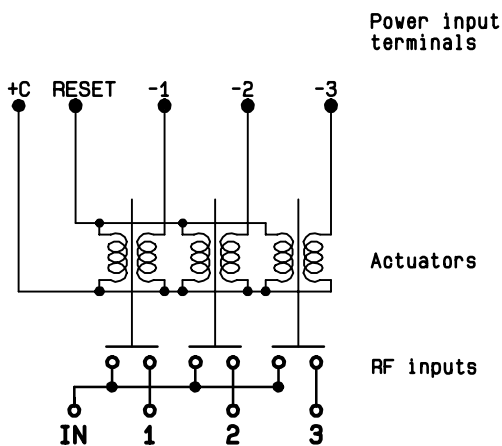 Power input
terminals
+C RESET -1 -2 -3
Actuators
RF inputs
IN 1 2 3